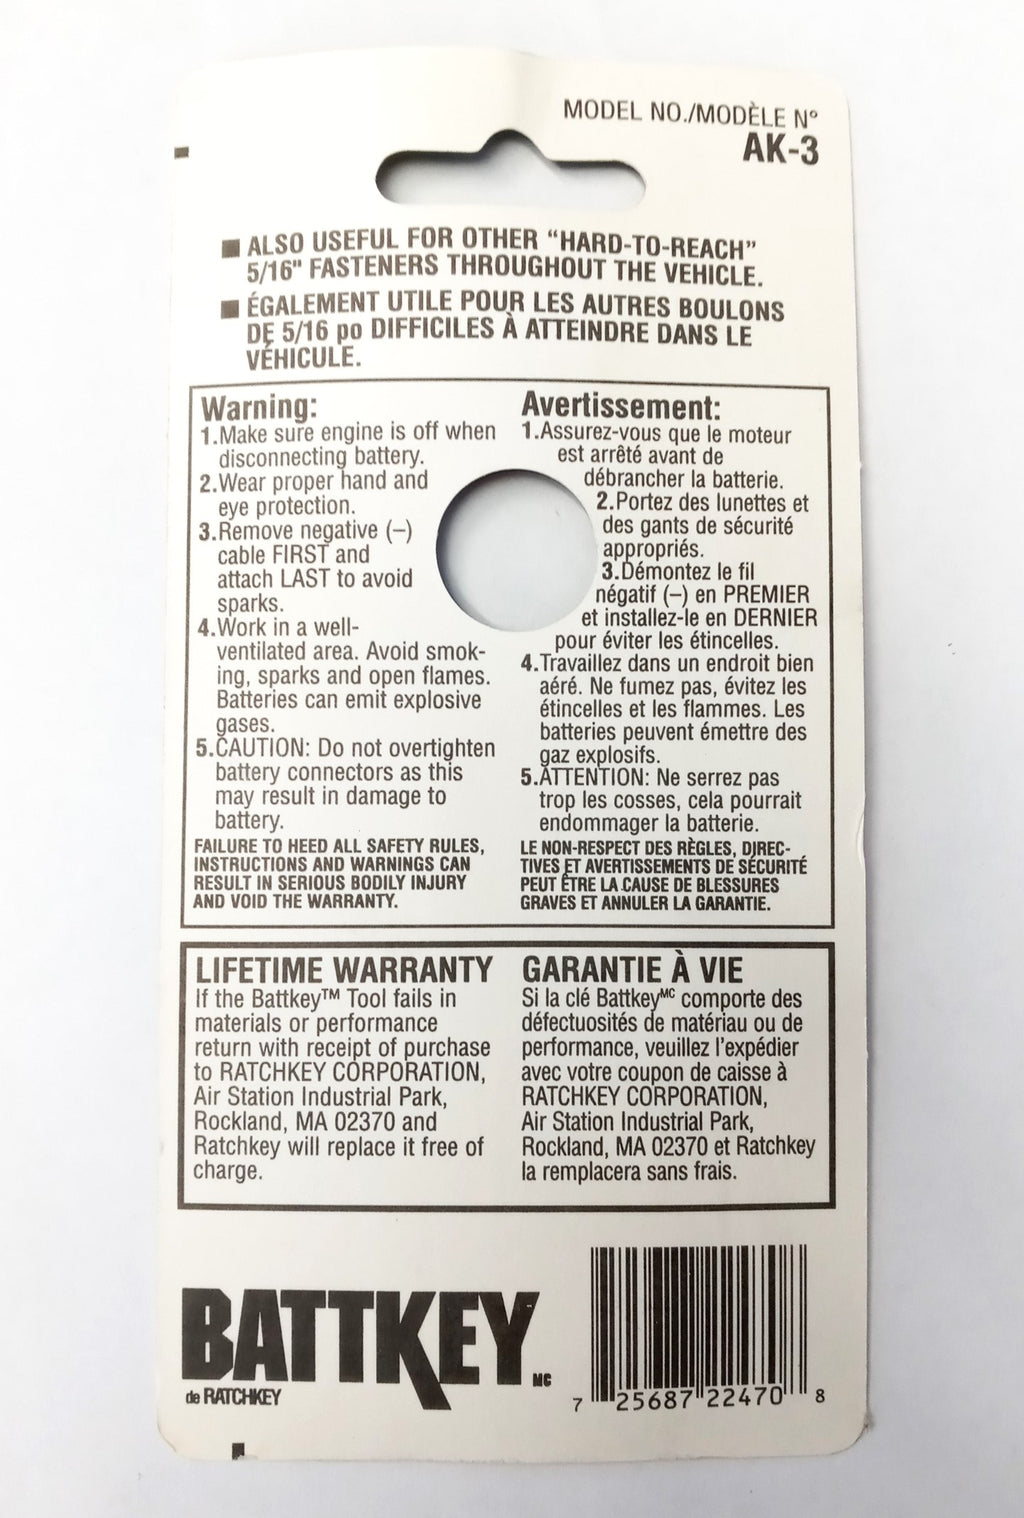 MODEL NO./MODÈLE N°
AK-3
■ ALSO USEFUL FOR OTHER “HARD-TO-REACH”
5/16" FASTENERS THROUGHOUT THE VEHICLE.
■ ÉGALEMENT UTILE POUR LES AUTRES BOULONS
DE 5/16 po DIFFICILES À ATTEINDRE DANS LE
VÉHICULE.
Warning:
1.Make sure engine is off when
disconnecting battery.
2.Wear proper hand and
eye protection.
3.Remove negative (–)
cable FIRST and
attach LAST to avoid
sparks.
4.Work in a well-
ventilated area. Avoid smok-
ing, sparks and open flames.
Batteries can emit explosive
gases.
5.CAUTION: Do not overtighten
battery connectors as this
may result in damage to
battery.
FAILURE TO HEED ALL SAFETY RULES,
INSTRUCTIONS AND WARNINGS CAN
RESULT IN SERIOUS BODILY INJURY
AND VOID THE WARRANTY.
Avertissement:
1.Assurez-vous que le moteur
est arrêté avant de
débrancher la batterie.
2.Portez des lunettes et
des gants de sécurité
appropriés.
3.Démontez le fil
négatif (–) en PREMIER
et installez-le en DERNIER
pour éviter les étincelles.
4.Travaillez dans un endroit bien
aéré. Ne fumez pas, évitez les
étincelles et les flammes. Les
batteries peuvent émettre des
gaz explosifs.
5.ATTENTION: Ne serrez pas
trop les cosses, cela pourrait
endommager la batterie.
LE NON-RESPECT DES RÈGLES, DIREC-
TIVES ET AVERTISSEMENTS DE SÉCURITÉ
PEUT ÊTRE LA CAUSE DE BLESSURES
GRAVES ET ANNULER LA GARANTIE.
LIFETIME WARRANTY
If the Battkey™ Tool fails in
materials or performance
return with receipt of purchase
to RATCHKEY CORPORATION,
Air Station Industrial Park,
Rockland, MA 02370 and
Ratchkey will replace it free of
charge.
GARANTIE À VIE
Si la clé Battkeyᴹᶜ comporte des
défectuosités de matériau ou de
performance, veuillez l'expédier
avec votre coupon de caisse à
RATCHKEY CORPORATION,
Air Station Industrial Park,
Rockland, MA 02370 et Ratchkey
la remplacera sans frais.
BATTKEY MC
de RATCHKEY
7 25687 22470 8